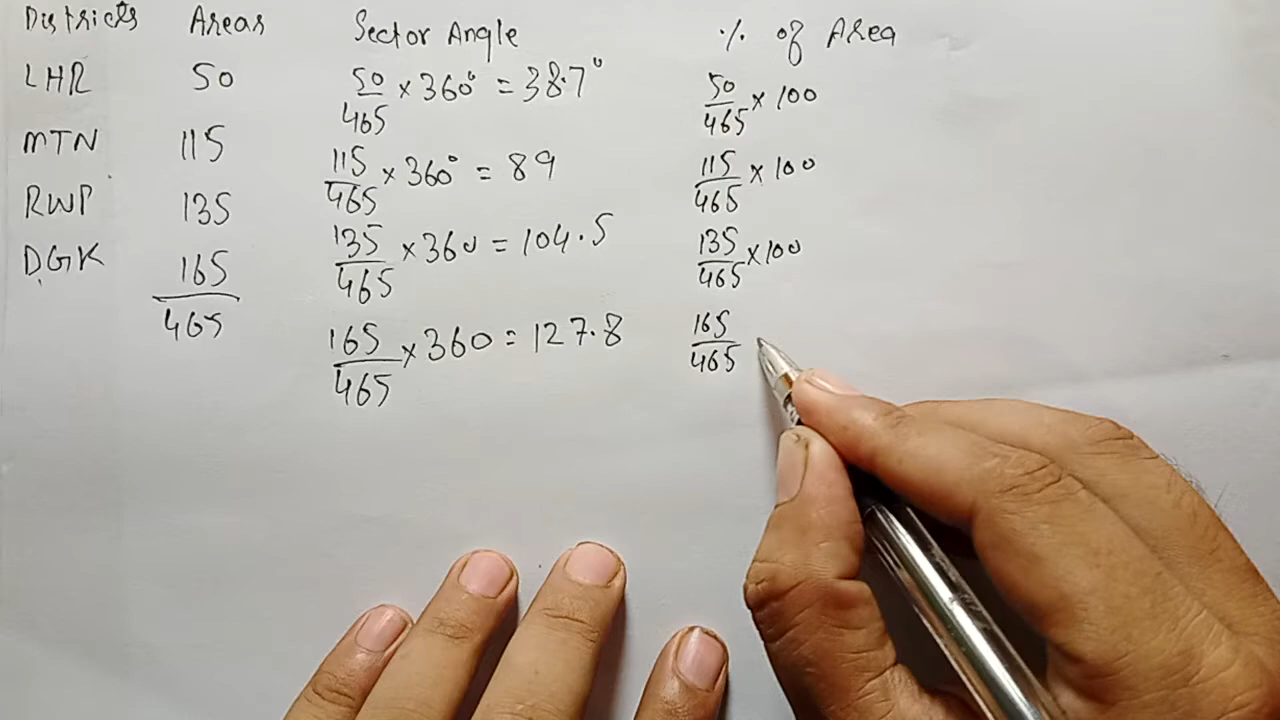 Districts Areas Sector Angle % of Area
LHR 50 50/465 × 360° = 38.7° 50/465 × 100
MTN 115 115/465 × 360° = 89 115/465 × 100
RWP 135 135/465 × 360 = 104.5 135/465 × 100
DGK 165 165/465 × 360 = 127.8 165/465
465